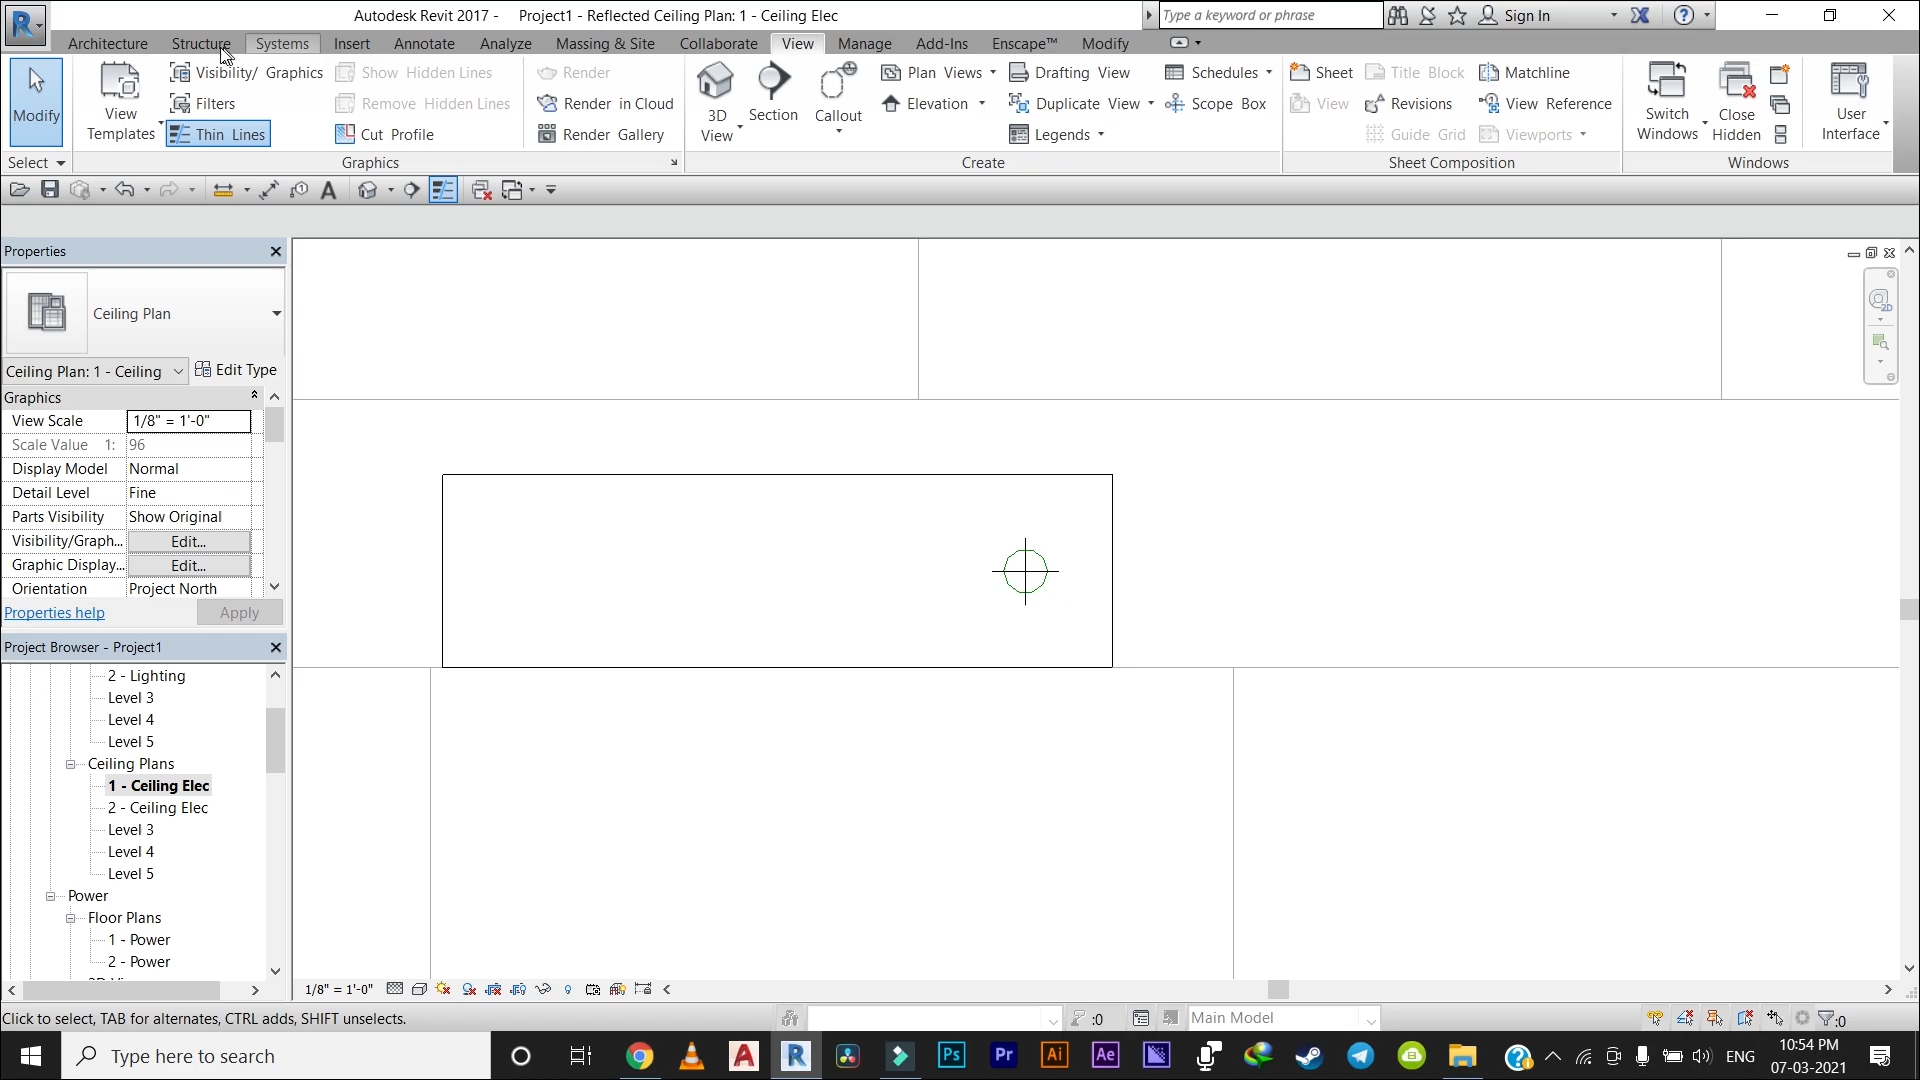 Autodesk Revit 2017 - Project1 - Reflected Ceiling Plan: 1 - Ceiling Elec
Type a keyword or phrase
Sign In
Architecture Structure Systems Insert Annotate Analyze Massing & Site Collaborate View Manage Add-Ins Enscape™ Modify
Modify
View Templates
Visibility/ Graphics
Filters
Thin Lines
Show Hidden Lines
Remove Hidden Lines
Cut Profile
Render
Render in Cloud
Render Gallery
3D View
Section
Callout
Plan Views
Elevation
Drafting View
Duplicate View
Legends
Schedules
Scope Box
Sheet
View
Title Block
Revisions
Guide Grid
Matchline
View Reference
Viewports
Switch Windows
Close Hidden
User Interface
Select Graphics Create Sheet Composition Windows
Properties
Ceiling Plan
Ceiling Plan: 1 - Ceiling
Edit Type
Graphics
View Scale 1/8" = 1'-0"
Scale Value 1: 96
Display Model Normal
Detail Level Fine
Parts Visibility Show Original
Visibility/Graph... Edit...
Graphic Display... Edit...
Orientation Project North
Properties help
Apply
Project Browser - Project1
2 - Lighting
Level 3
Level 4
Level 5
Ceiling Plans
1 - Ceiling Elec
2 - Ceiling Elec
Level 3
Level 4
Level 5
Power
Floor Plans
1 - Power
2 - Power
2D
1/8" = 1'-0"
Click to select, TAB for alternates, CTRL adds, SHIFT unselects.
:0
Main Model
:0
Type here to search
Ps
Pr
Ai
Ae
ENG
10:54 PM
07-03-2021